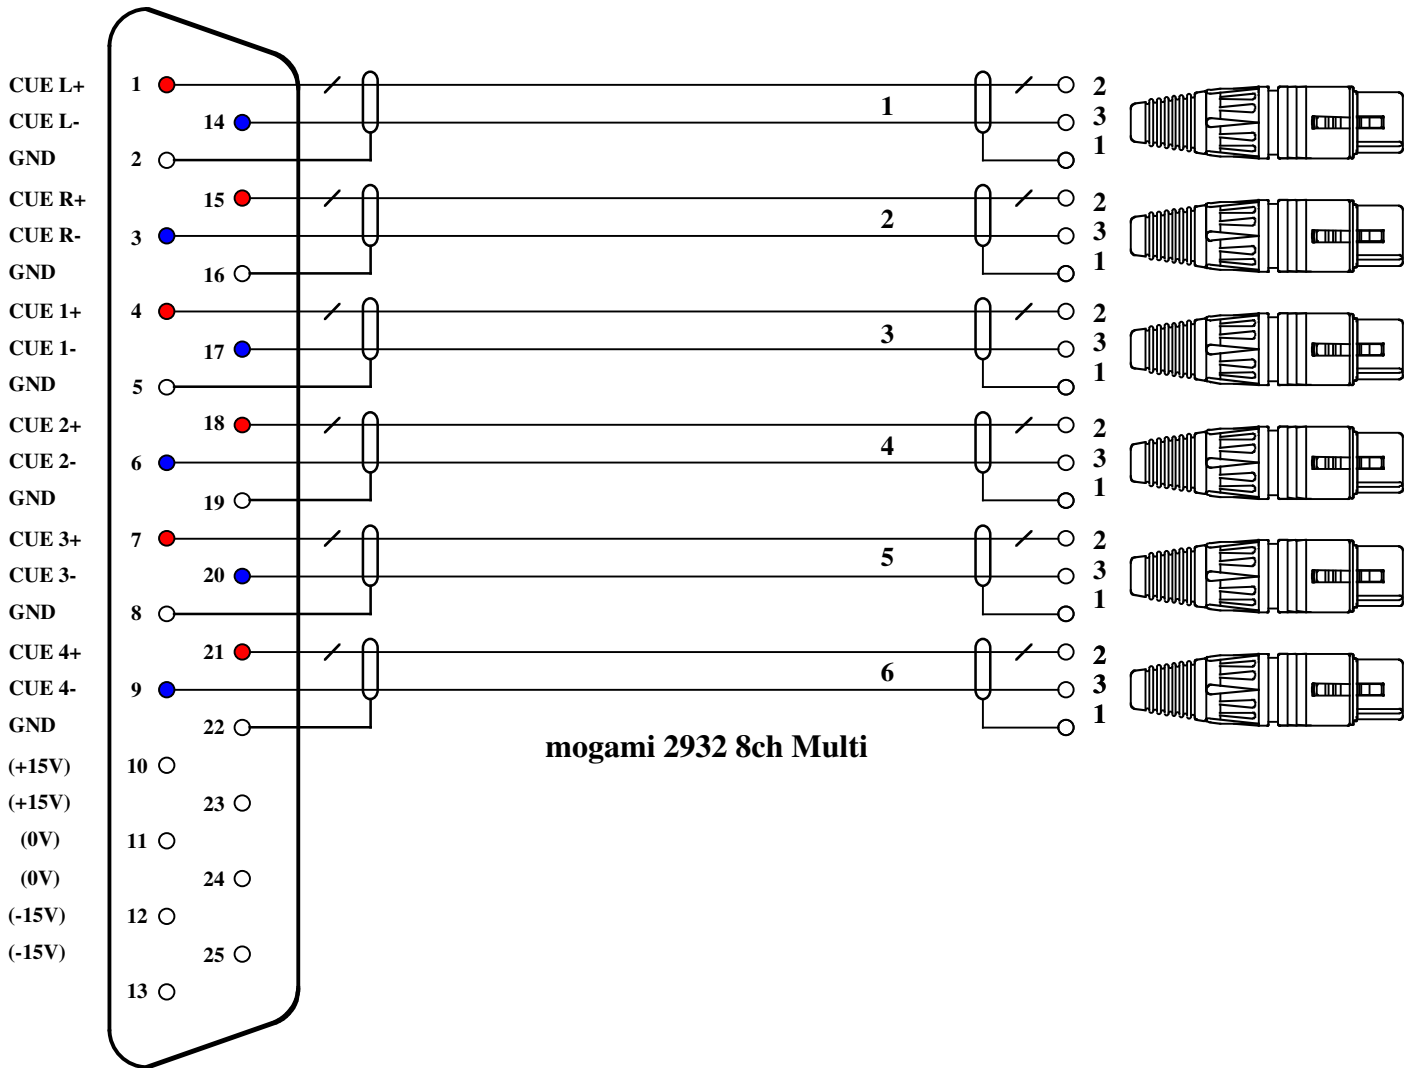 CUE L+ 1 2
1
CUE L- 14 3
GND 2 1
CUE R+ 15 2
2
CUE R- 3 3
GND 16 1
CUE 1+ 4 2
3
CUE 1- 17 3
GND 5 1
CUE 2+ 18 2
4
CUE 2- 6 3
GND 19 1
CUE 3+ 7 2
5
CUE 3- 20 3
GND 8 1
CUE 4+ 21 2
6
CUE 4- 9 3
GND 22 1
mogami 2932 8ch Multi
(+15V) 10
(+15V) 23
(0V) 11
(0V) 24
(-15V) 12
(-15V) 25
13